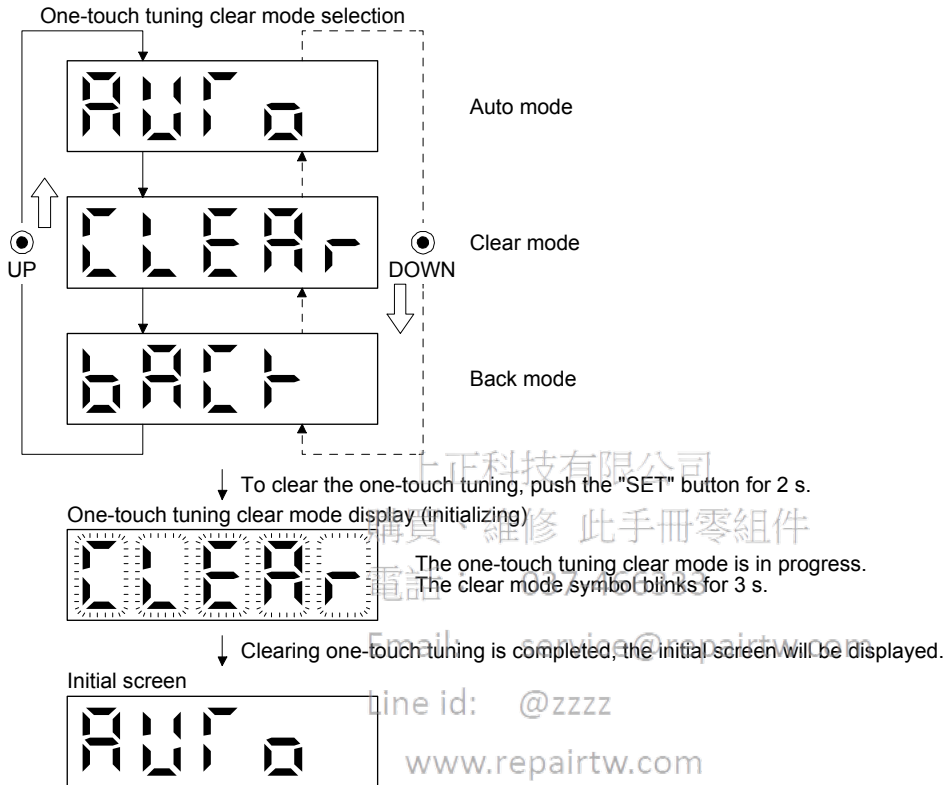 One-touch tuning clear mode selection
AUTo
Auto mode
UP
CLEAr
DOWN
Clear mode
bACk
Back mode
上正科技有限公司
To clear the one-touch tuning, push the "SET" button for 2 s.
One-touch tuning clear mode display (initializing)
購買、維修 此手冊零組件
CLEAr
The one-touch tuning clear mode is in progress.
電話: 037-466333
The clear mode symbol blinks for 3 s.
Email: service@repairtw.com
Clearing one-touch tuning is completed, the initial screen will be displayed.
Initial screen
Line id: @zzzz
AUTo
www.repairtw.com